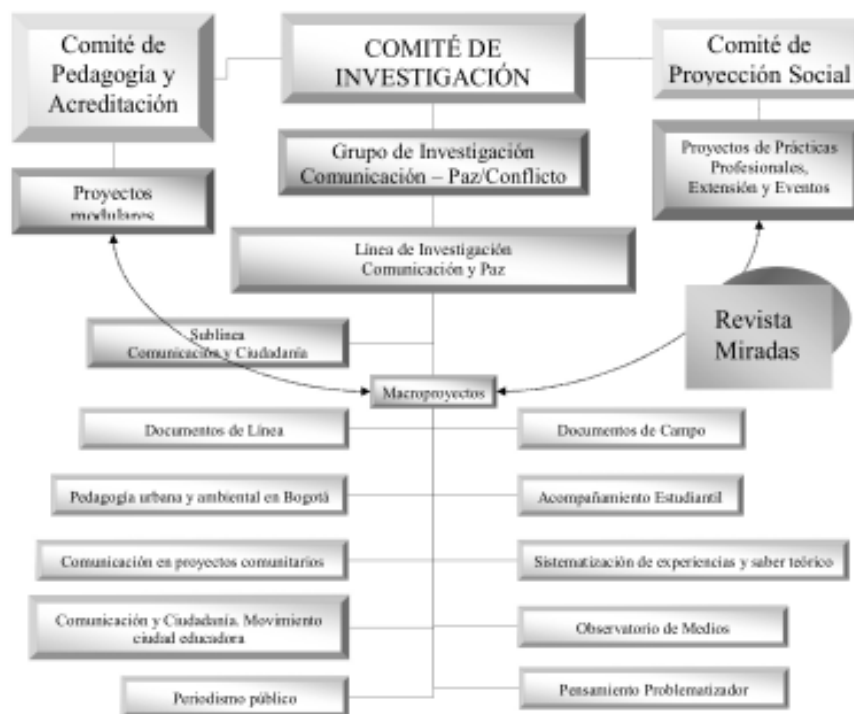 Comité de
Pedagogía y
Acreditación
COMITÉ DE
INVESTIGACIÓN
Comité de
Proyección Social
Grupo de Investigación
Comunicación – Paz/Conflicto
Proyectos de Prácticas
Profesionales,
Extensión y Eventos
Proyectos
modulares
Línea de Investigación
Comunicación y Paz
Revista
Miradas
Sublínea
Comunicación y Ciudadanía
Macroproyectos
Documentos de Línea
Documentos de Campo
Pedagogía urbana y ambiental en Bogotá
Acompañamiento Estudiantil
Comunicación en proyectos comunitarios
Sistematización de experiencias y saber teórico
Comunicación y Ciudadanía. Movimiento
ciudad educadora
Observatorio de Medios
Periodismo público
Pensamiento Problematizador